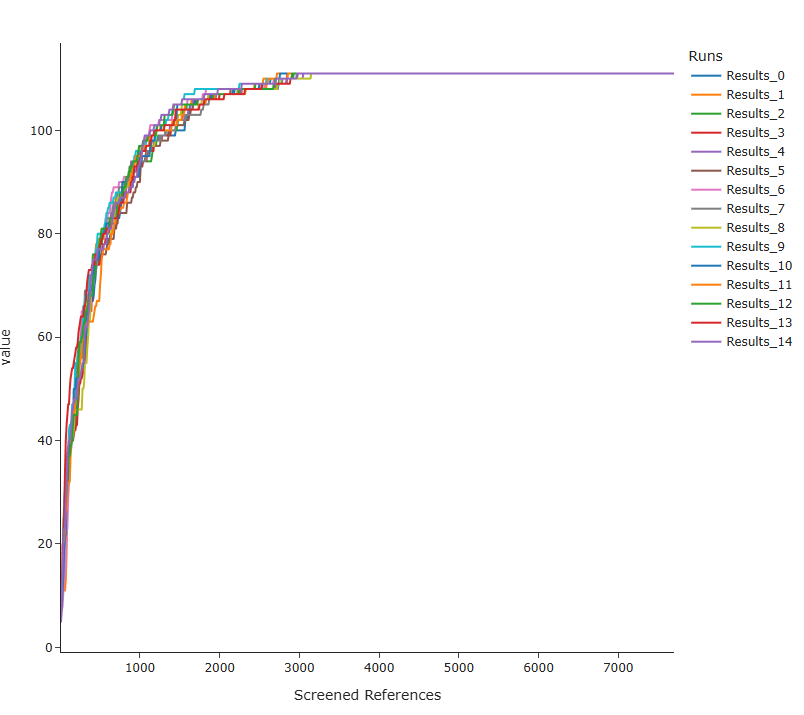 Runs
Results_0
Results_1
Results_2
Results_3
Results_4
Results_5
Results_6
Results_7
Results_8
Results_9
Results_10
Results_11
Results_12
Results_13
Results_14
value
100
80
60
40
20
0
1000 2000 3000 4000 5000 6000 7000
Screened References